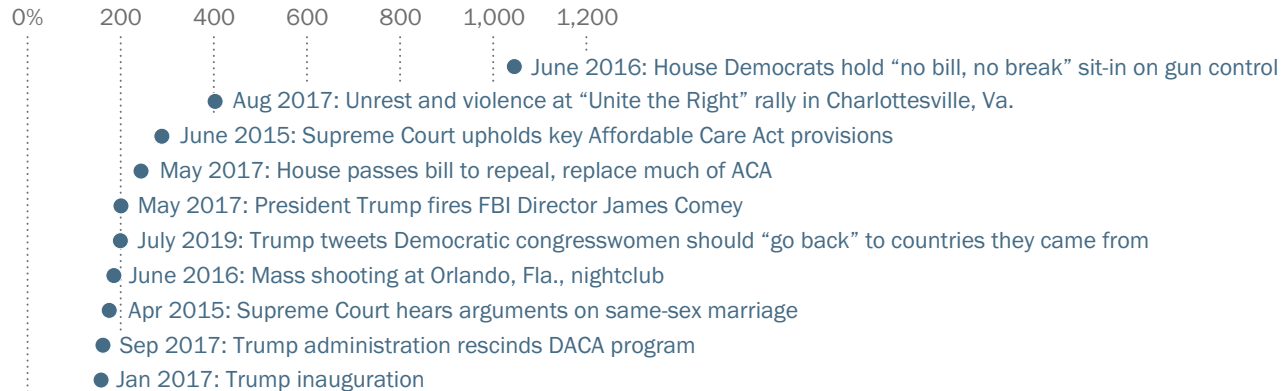 0% 200 400 600 800 1,000 1,200
June 2016: House Democrats hold “no bill, no break” sit-in on gun control
Aug 2017: Unrest and violence at “Unite the Right” rally in Charlottesville, Va.
June 2015: Supreme Court upholds key Affordable Care Act provisions
May 2017: House passes bill to repeal, replace much of ACA
May 2017: President Trump fires FBI Director James Comey
July 2019: Trump tweets Democratic congresswomen should “go back” to countries they came from
June 2016: Mass shooting at Orlando, Fla., nightclub
Apr 2015: Supreme Court hears arguments on same-sex marriage
Sep 2017: Trump administration rescinds DACA program
Jan 2017: Trump inauguration